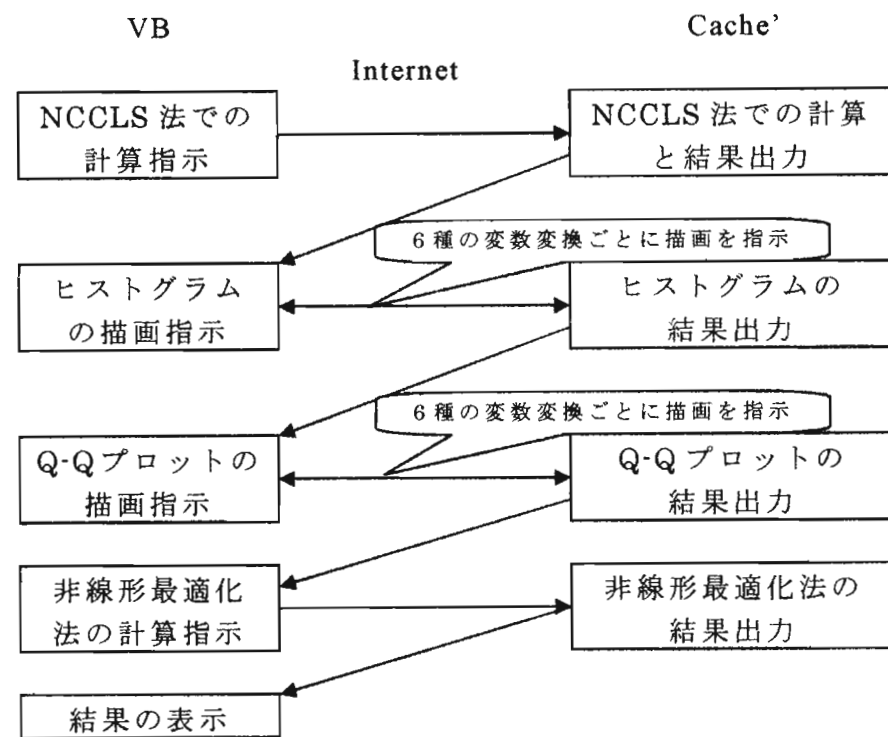 VB
Cache’
Internet
NCCLS 法での
計算指示
NCCLS 法での計算
と結果出力
6種の変数変換ごとに描画を指示
ヒストグラム
の描画指示
ヒストグラムの
結果出力
6種の変数変換ごとに描画を指示
Q-Qプロットの
描画指示
Q-Qプロットの
結果出力
非線形最適化
法の計算指示
非線形最適化法の
結果出力
結果の表示